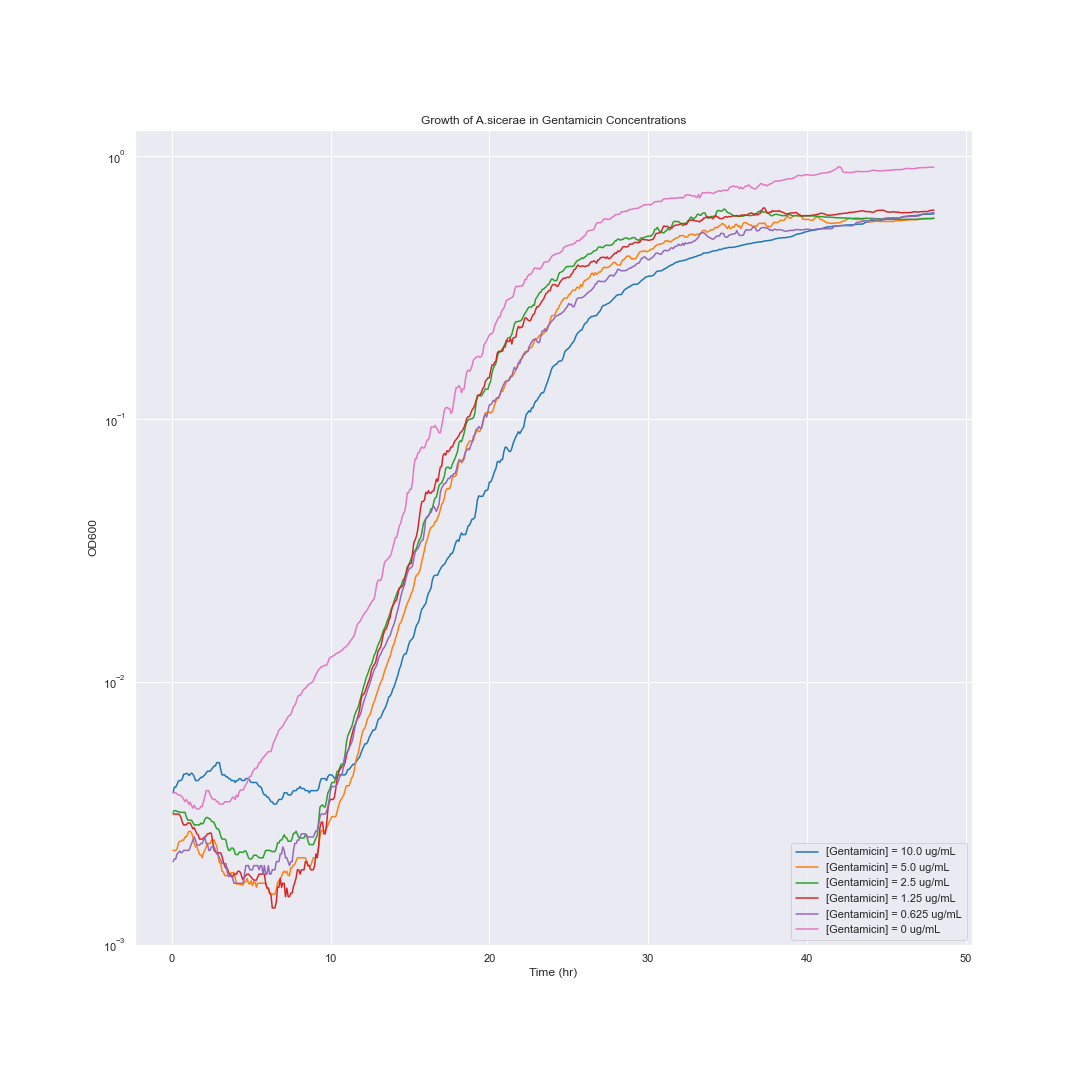 Growth of A.sicerae in Gentamicin Concentrations
10⁰
10⁻¹
10⁻²
10⁻³
OD600
0 10 20 30 40 50
Time (hr)
[Gentamicin] = 10.0 ug/mL
[Gentamicin] = 5.0 ug/mL
[Gentamicin] = 2.5 ug/mL
[Gentamicin] = 1.25 ug/mL
[Gentamicin] = 0.625 ug/mL
[Gentamicin] = 0 ug/mL